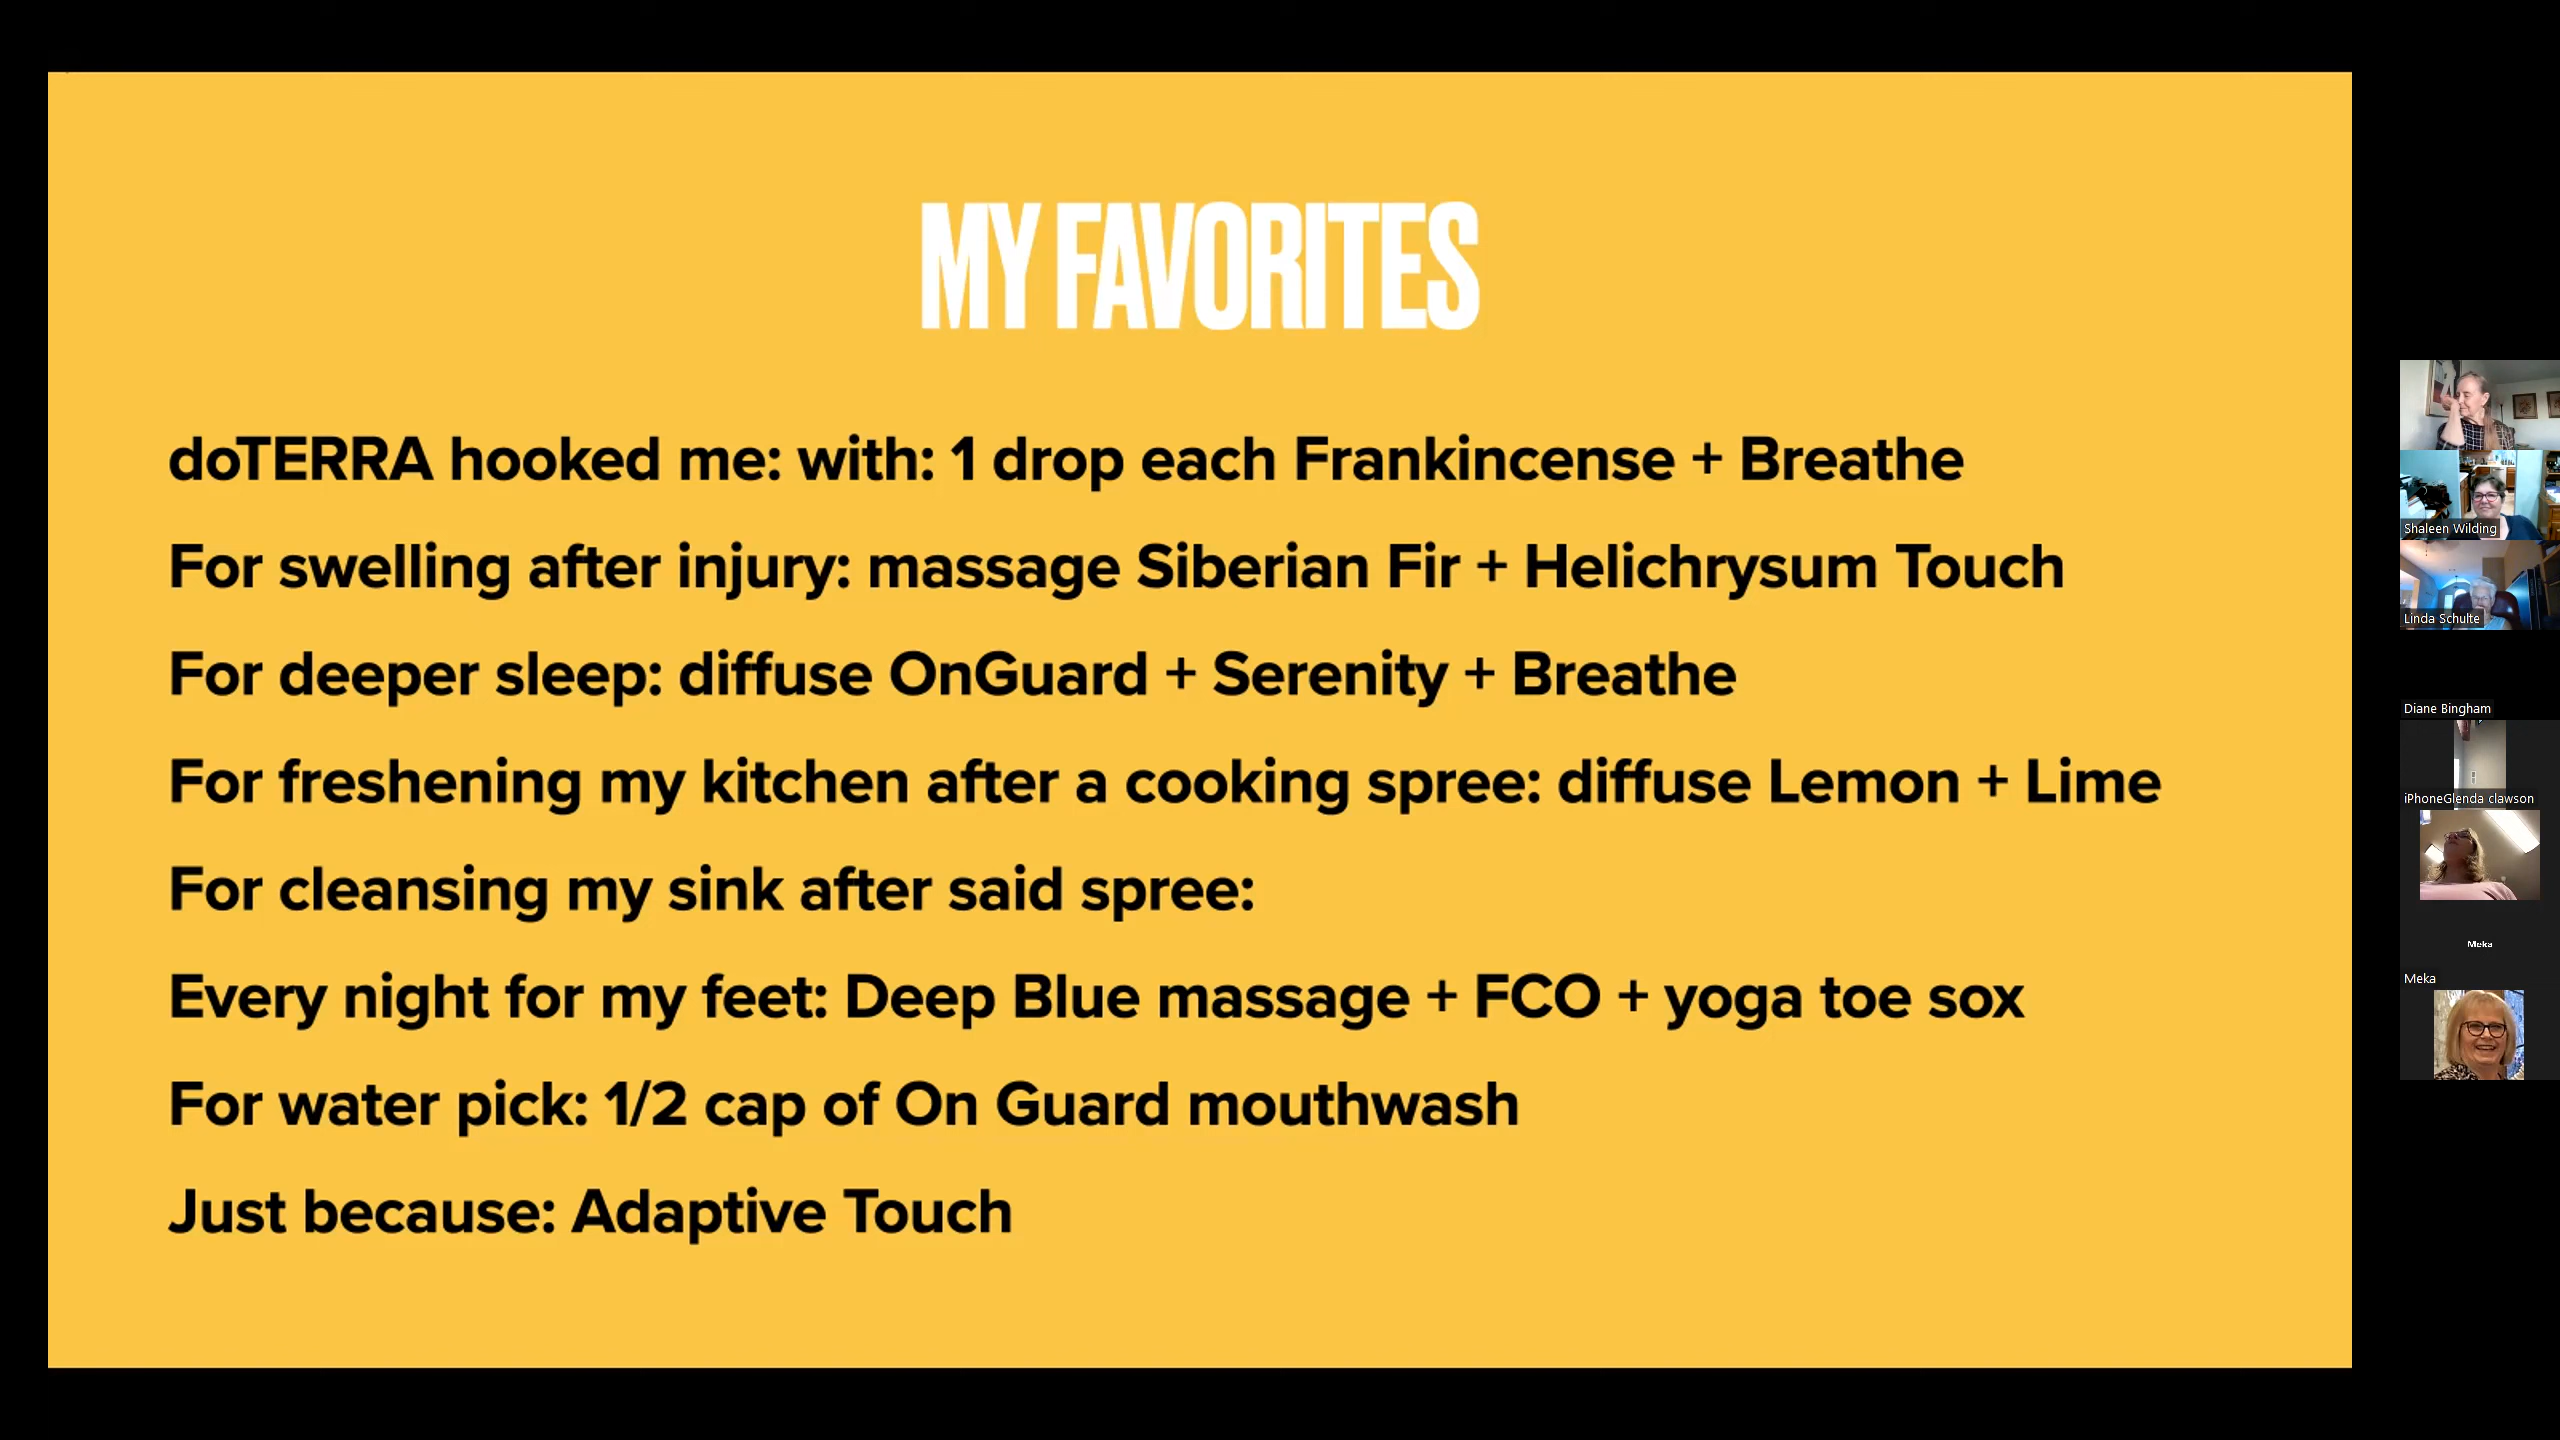 MY FAVORITES
doTERRA hooked me: with: 1 drop each Frankincense + Breathe
For swelling after injury: massage Siberian Fir + Helichrysum Touch
For deeper sleep: diffuse OnGuard + Serenity + Breathe
For freshening my kitchen after a cooking spree: diffuse Lemon + Lime
For cleansing my sink after said spree:
Every night for my feet: Deep Blue massage + FCO + yoga toe sox
For water pick: 1/2 cap of On Guard mouthwash
Just because: Adaptive Touch
Shaleen Wilding
Linda Schulte
Diane Bingham
iPhoneGlenda clawson
Meka
Meka